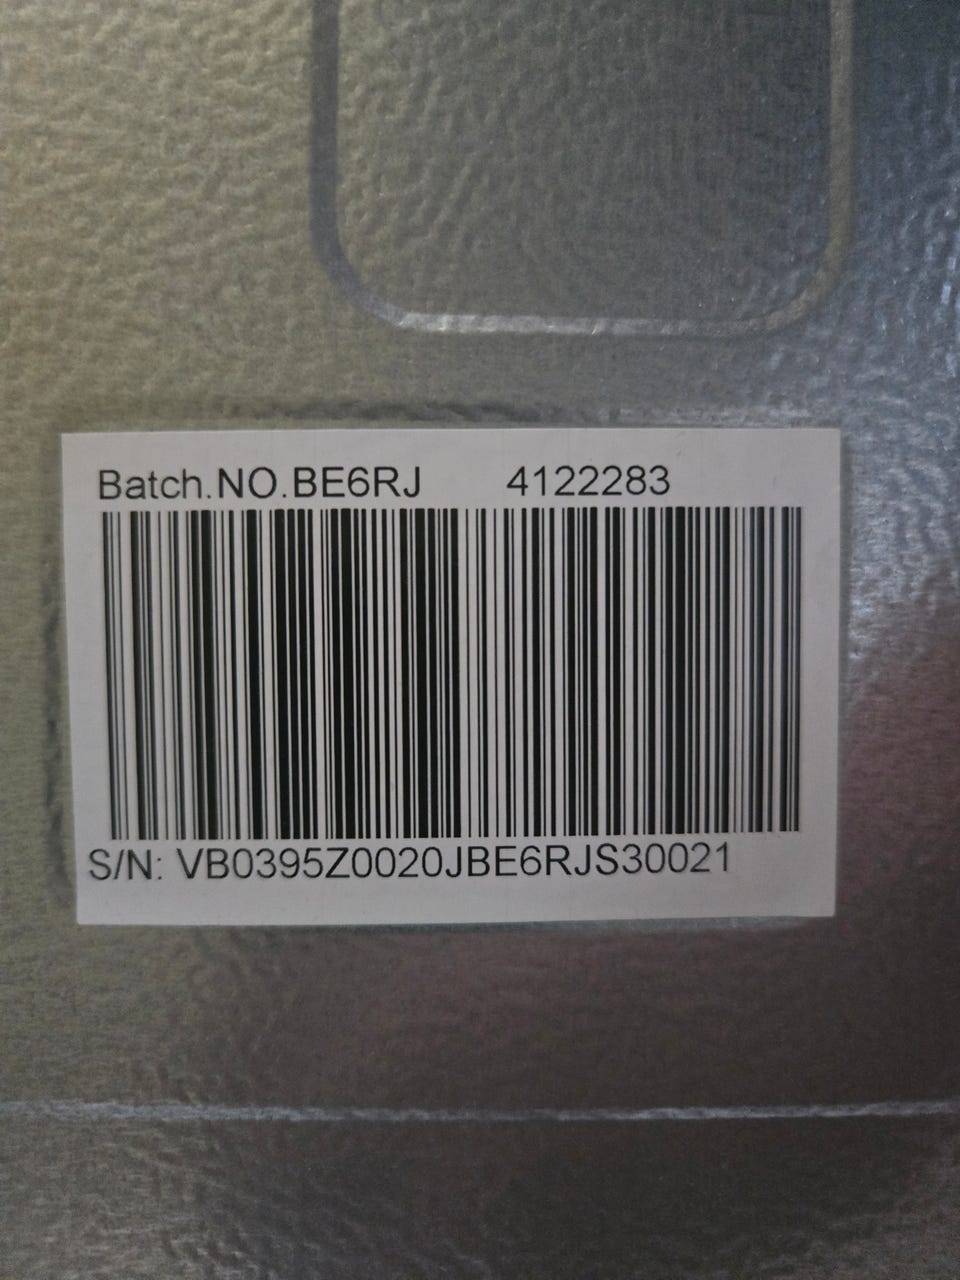 Batch.NO.BE6RJ 4122283
S/N: VB0395Z0020JBE6RJS30021